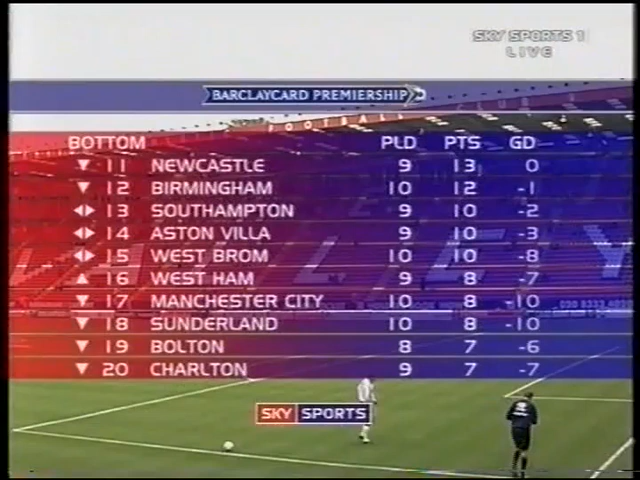 SKY SPORTS 1
LIVE
BARCLAYCARD PREMIERSHIP
FOOTBALL CLUB
BOTTOM PLD PTS GD
▼ 11 NEWCASTLE 9 13 0
▼ 12 BIRMINGHAM 10 12 -1
◀▶ 13 SOUTHAMPTON 9 10 -2
◀▶ 14 ASTON VILLA 9 10 -3
◀▶ 15 WEST BROM 10 10 -8
▲ 16 WEST HAM 9 8 -7
▼ 17 MANCHESTER CITY 10 8 -10
▼ 18 SUNDERLAND 10 8 -10
▼ 19 BOLTON 8 7 -6
▼ 20 CHARLTON 9 7 -7
SKY SPORTS